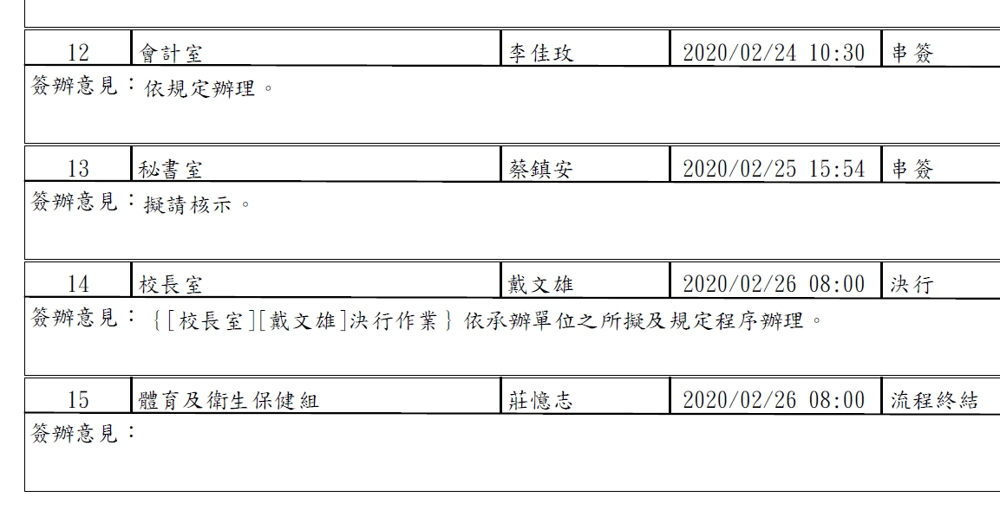 12 會計室 李佳玫 2020/02/24 10:30 串簽
簽辦意見：依規定辦理。
13 秘書室 蔡鎮安 2020/02/25 15:54 串簽
簽辦意見：擬請核示。
14 校長室 戴文雄 2020/02/26 08:00 決行
簽辦意見：{[校長室][戴文雄]決行作業} 依承辦單位之所擬及規定程序辦理。
15 體育及衛生保健組 莊憶志 2020/02/26 08:00 流程終結
簽辦意見：